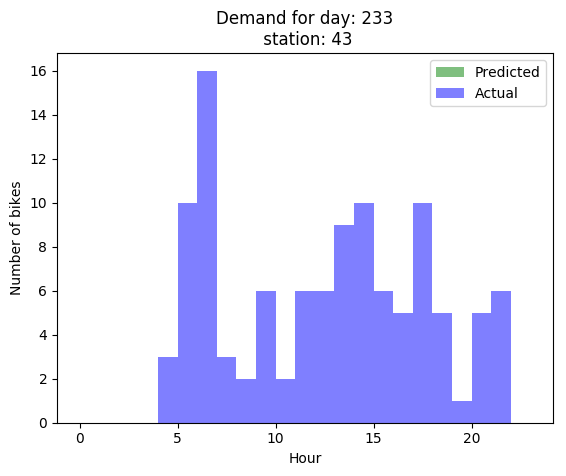 Demand for day: 233
station: 43
Predicted
Actual
Number of bikes
16
14
12
10
8
6
4
2
0
0 5 10 15 20
Hour